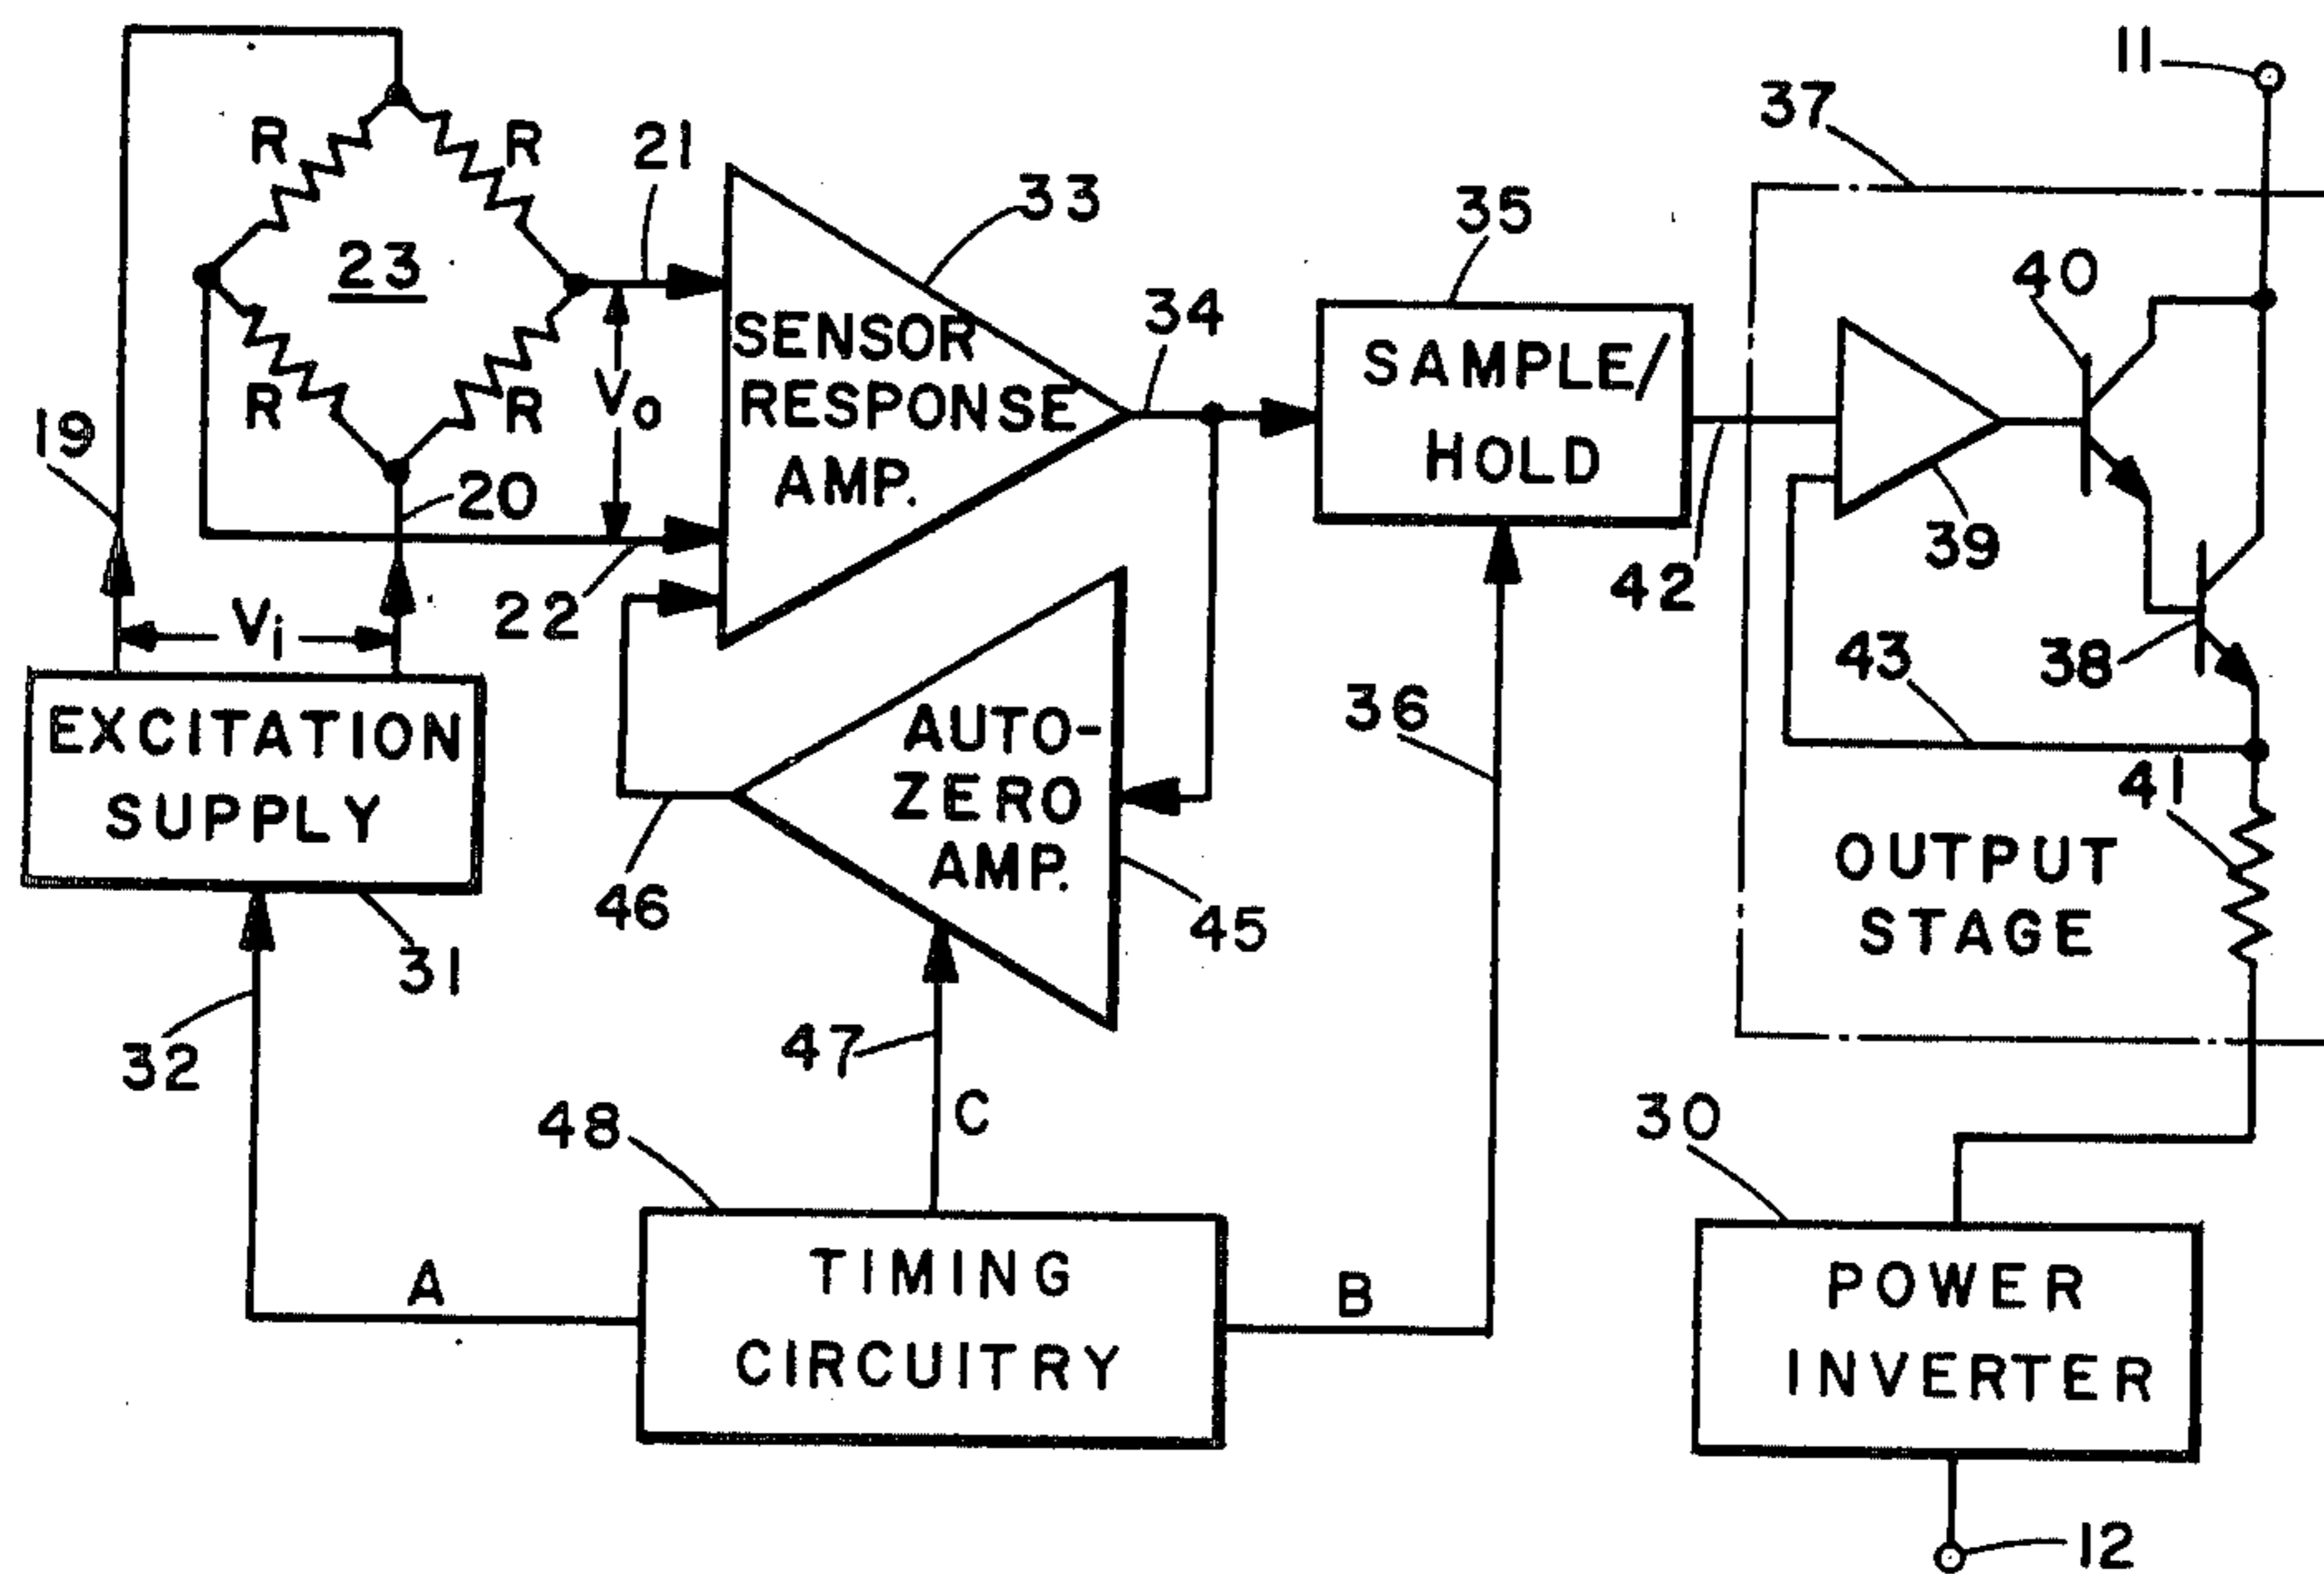 11
37
R
R
21
33
35
23
40
34
SENSOR
RESPONSE
AMP.
SAMPLE/
HOLD
Vo
R
R
19
20
39
42
22
Vi
43
38
36
EXCITATION
SUPPLY
AUTO-
ZERO
AMP.
41
OUTPUT
STAGE
46
45
31
32
47
C
48
30
A
B
TIMING
CIRCUITRY
POWER
INVERTER
12